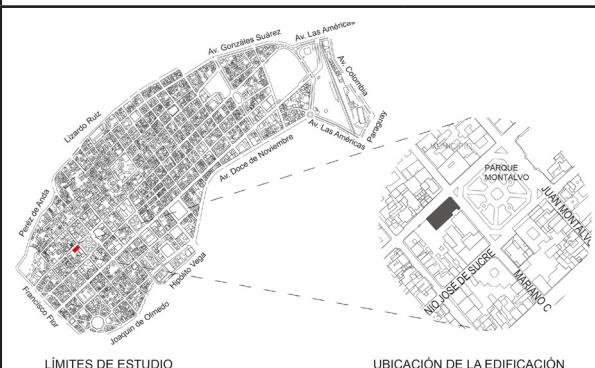 Av. Gonzáles Suárez
Av. Las Américas
Av. Colombia
Lizardo Ruiz
Paraguay
Av. Las Américas
Av. Doce de Noviembre
MUNICIPIO
PARQUE
MONTALVO
Peréz de Anda
JUAN MONTALVO
NIO JOSÉ DE SUCRE
MARIANO C
Hipólito Vega
Francisco Flor
Joaquín de Olmedo
LÍMITES DE ESTUDIO
UBICACIÓN DE LA EDIFICACIÓN